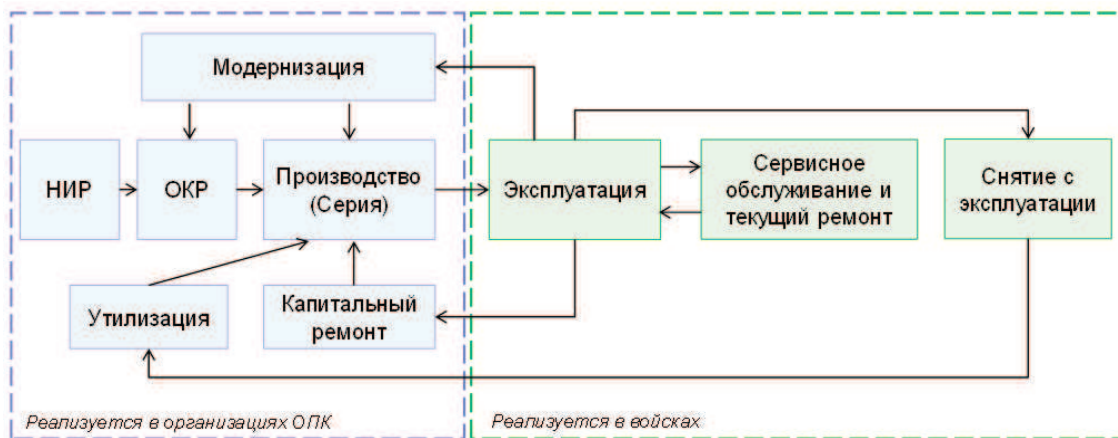 Модернизация
НИР
ОКР
Производство
(Серия)
Эксплуатация
Сервисное
обслуживание и
текущий ремонт
Снятие с
эксплуатации
Утилизация
Капитальный
ремонт
Реализуется в организациях ОПК
Реализуется в войсках